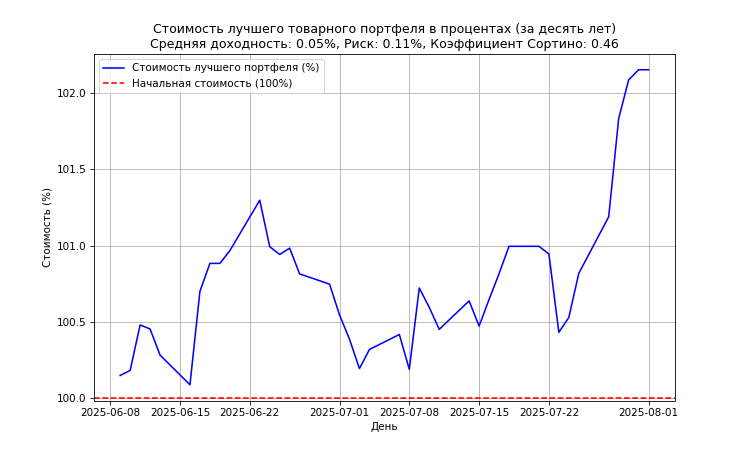 Стоимость лучшего товарного портфеля в процентах (за десять лет)
Средняя доходность: 0.05%, Риск: 0.11%, Коэффициент Сортино: 0.46
Стоимость лучшего портфеля (%)
Начальная стоимость (100%)
Стоимость (%)
102.0
101.5
101.0
100.5
100.0
2025-06-08
2025-06-15
2025-06-22
2025-07-01
2025-07-08
2025-07-15
2025-07-22
2025-08-01
День